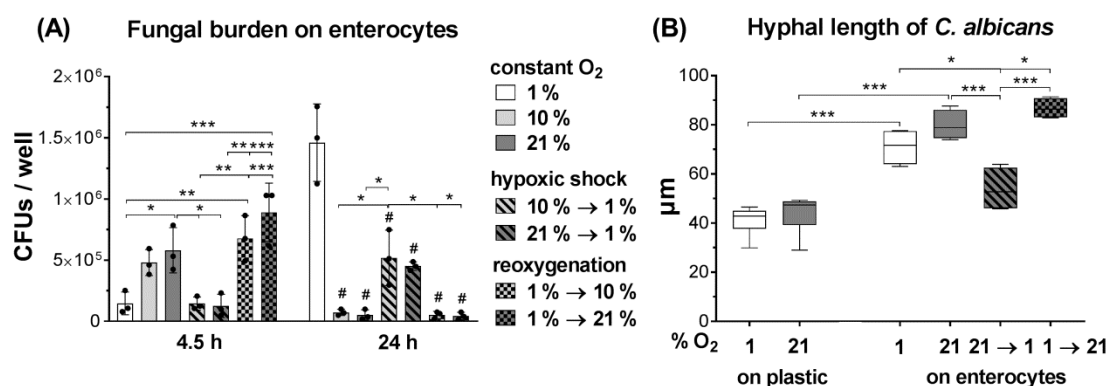 (A) Fungal burden on enterocytes
CFUs / well
2×10⁶
1×10⁶
1×10⁶
5×10⁵
0
*** ** *** ** *** ** * *
* * * *
# # # # # #
4.5 h 24 h
constant O₂
1 %
10 %
21 %
hypoxic shock
10 % → 1 %
21 % → 1 %
reoxygenation
1 % → 10 %
1 % → 21 %
(B) Hyphal length of C. albicans
µm
100
80
60
40
20
0
* *
*** *** ***
***
% O₂ 1 21 1 21 21 → 1 1 → 21
on plastic on enterocytes